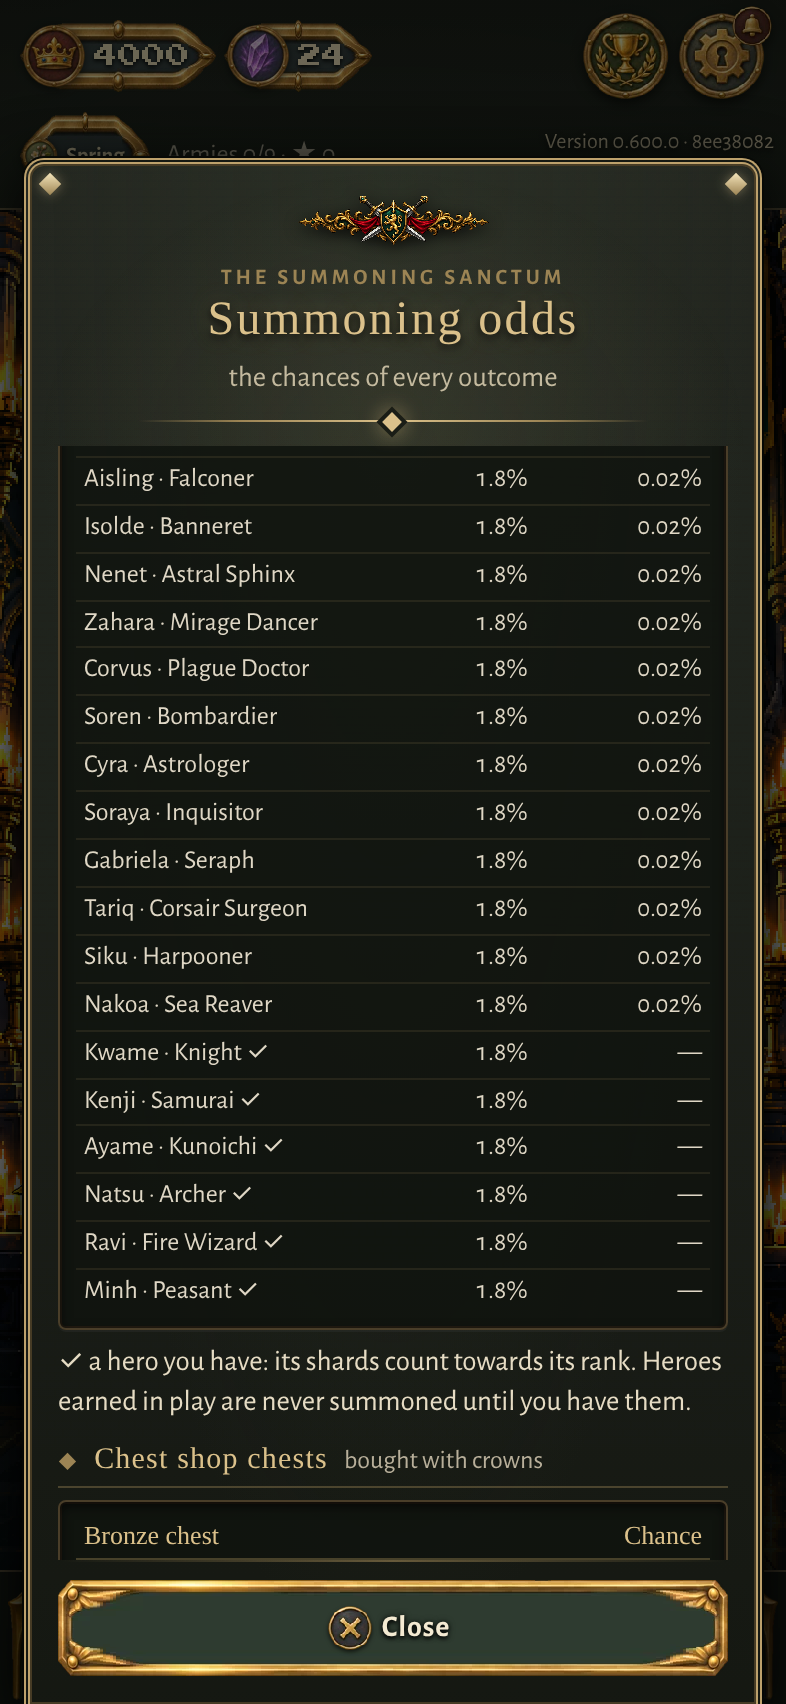 4000
24
Version 0.600.0 · 8ee38082
Spring
Armies 0/9 · ★ 0
THE SUMMONING SANCTUM
Summoning odds
the chances of every outcome
Aisling · Falconer 1.8% 0.02%
Isolde · Banneret 1.8% 0.02%
Nenet · Astral Sphinx 1.8% 0.02%
Zahara · Mirage Dancer 1.8% 0.02%
Corvus · Plague Doctor 1.8% 0.02%
Soren · Bombardier 1.8% 0.02%
Cyra · Astrologer 1.8% 0.02%
Soraya · Inquisitor 1.8% 0.02%
Gabriela · Seraph 1.8% 0.02%
Tariq · Corsair Surgeon 1.8% 0.02%
Siku · Harpooner 1.8% 0.02%
Nakoa · Sea Reaver 1.8% 0.02%
Kwame · Knight ✓ 1.8% —
Kenji · Samurai ✓ 1.8% —
Ayame · Kunoichi ✓ 1.8% —
Natsu · Archer ✓ 1.8% —
Ravi · Fire Wizard ✓ 1.8% —
Minh · Peasant ✓ 1.8% —
✓ a hero you have: its shards count towards its rank. Heroes
earned in play are never summoned until you have them.
Chest shop chests bought with crowns
Bronze chest Chance
Close